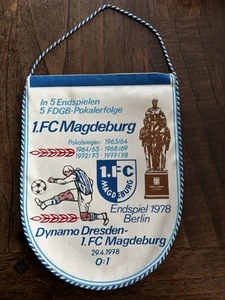 In 5 Endspielen
5 FDGB-Pokalerfolge
1.FC Magdeburg
Pokalsieger: 1963/64
1964/65 · 1968/69
1972/73 · 1977/78
1.FC
MAGDEBURG
Endspiel 1978
Berlin
Dynamo Dresden-
1.FC Magdeburg
29.4.1978
0:1